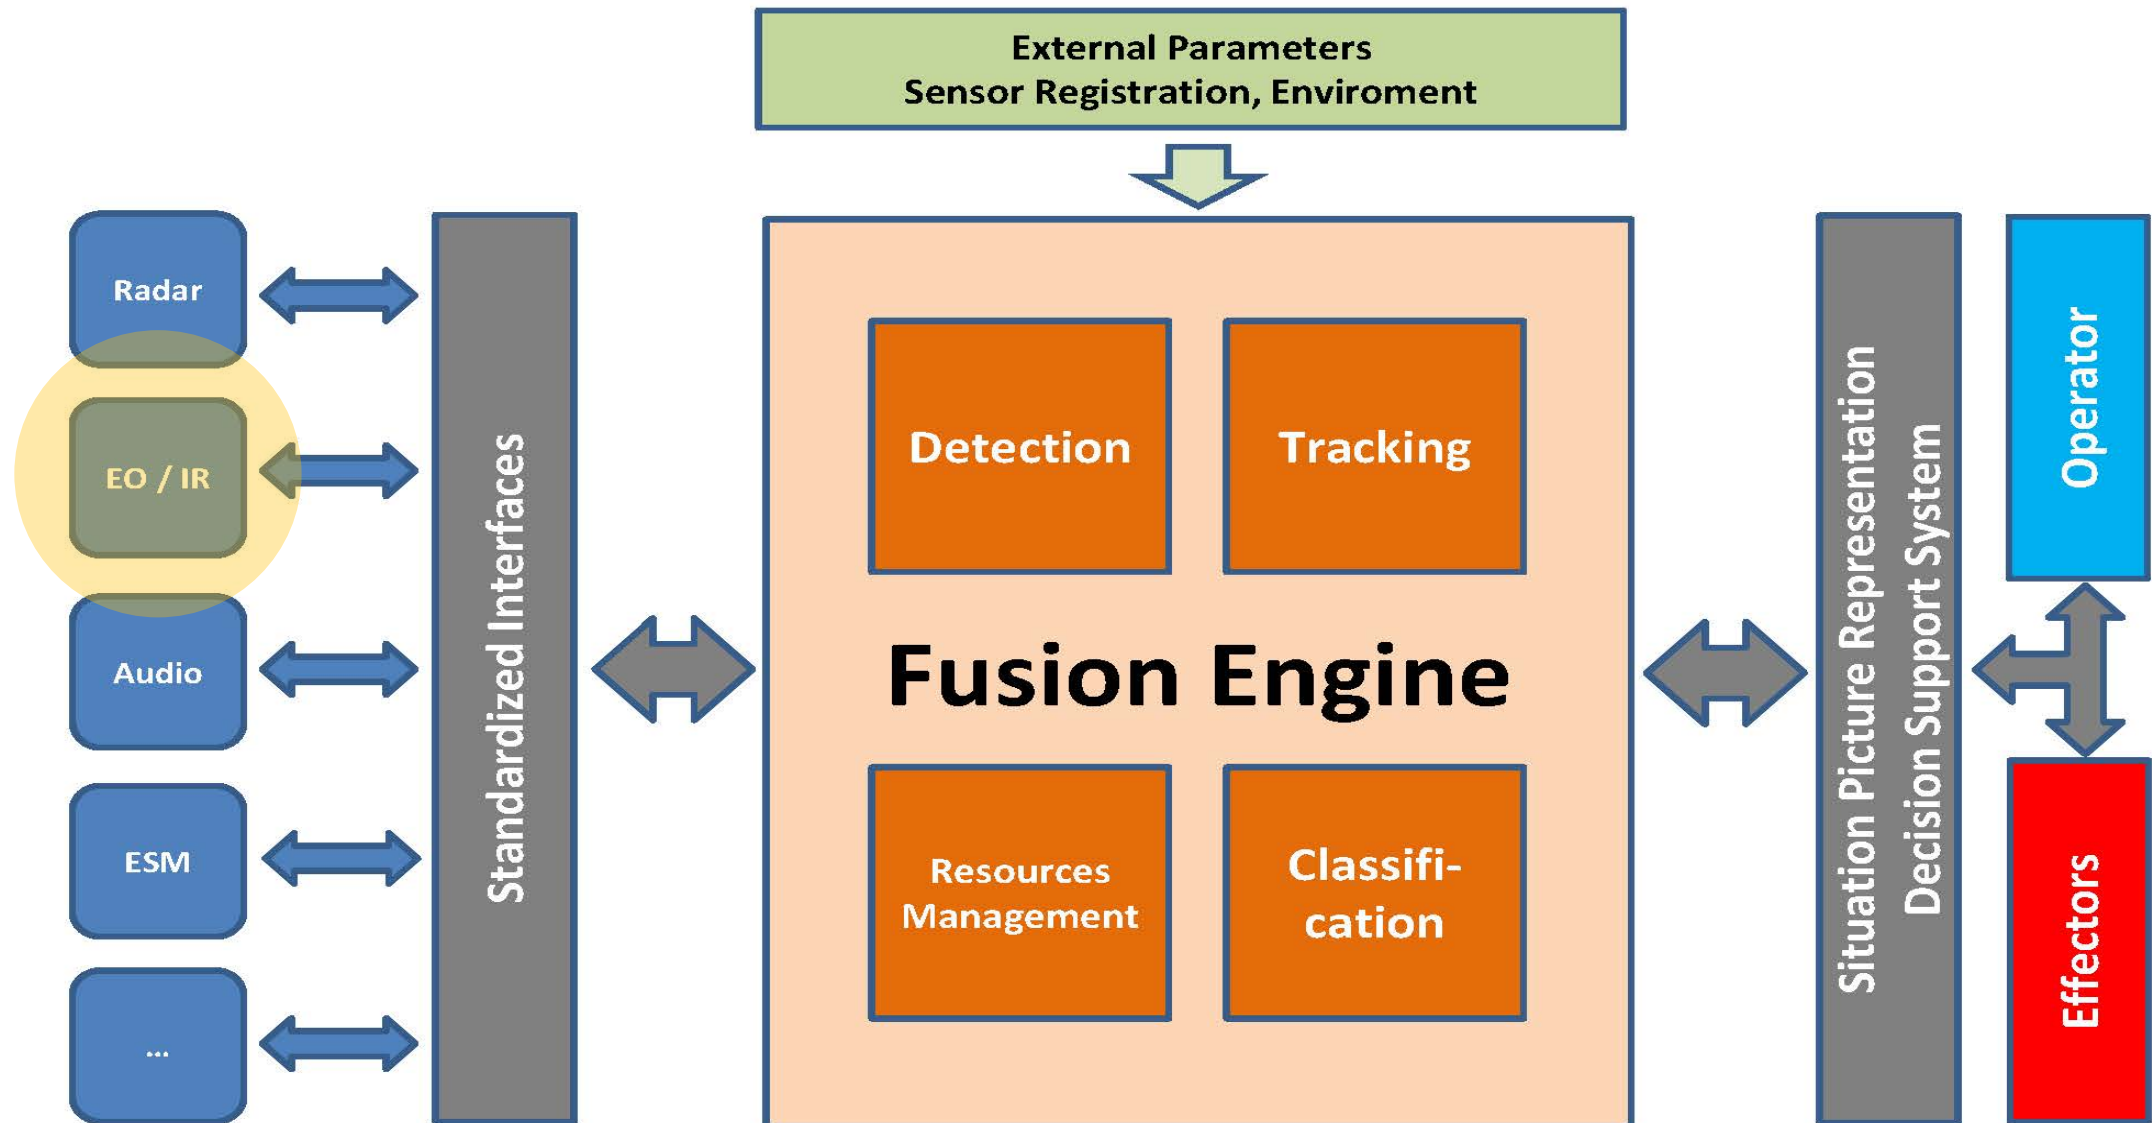 External Parameters
Sensor Registration, Enviroment
Radar
EO / IR
Audio
ESM
...
Standardized Interfaces
Detection
Tracking
Fusion Engine
Resources
Management
Classifi-
cation
Situation Picture Representation
Decision Support System
Operator
Effectors